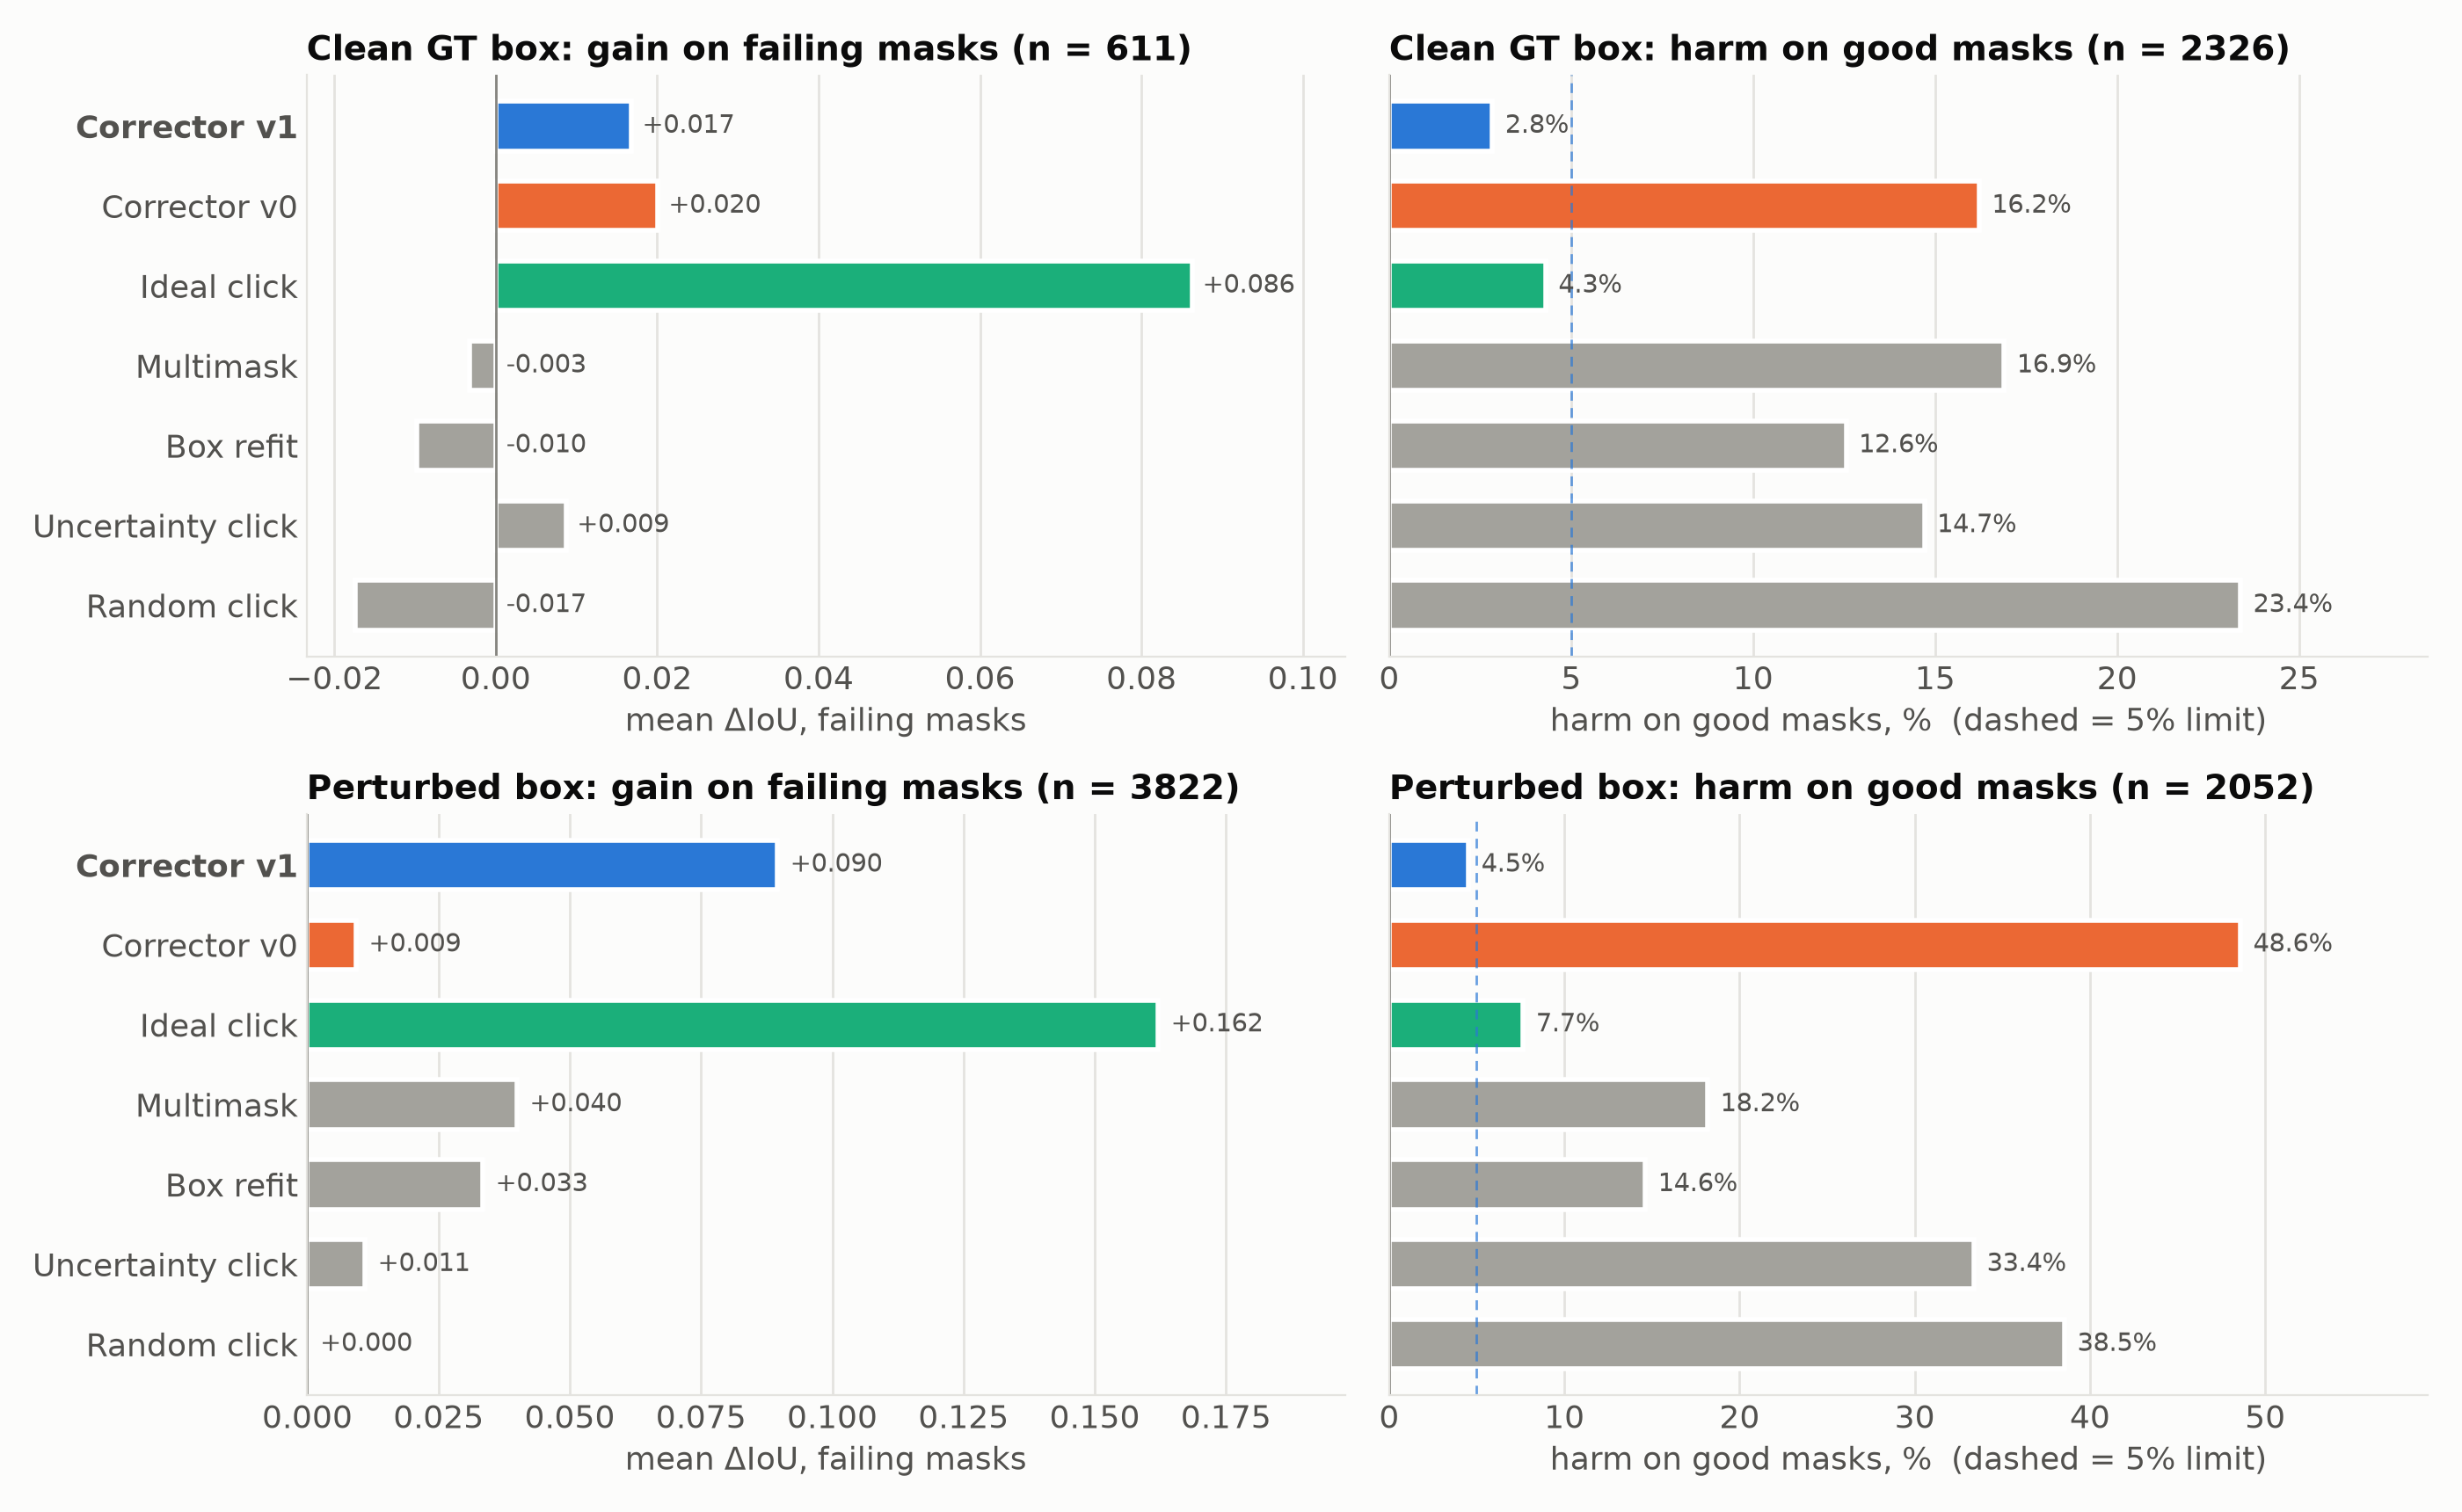 Clean GT box: gain on failing masks (n = 611)
Corrector v1
+0.017
Corrector v0
+0.020
Ideal click
+0.086
Multimask
-0.003
Box refit
-0.010
Uncertainty click
+0.009
Random click
-0.017
−0.02 0.00 0.02 0.04 0.06 0.08 0.10
mean ΔIoU, failing masks
Clean GT box: harm on good masks (n = 2326)
2.8%
16.2%
4.3%
16.9%
12.6%
14.7%
23.4%
0 5 10 15 20 25
harm on good masks, % (dashed = 5% limit)
Perturbed box: gain on failing masks (n = 3822)
Corrector v1
+0.090
Corrector v0
+0.009
Ideal click
+0.162
Multimask
+0.040
Box refit
+0.033
Uncertainty click
+0.011
Random click
+0.000
0.000 0.025 0.050 0.075 0.100 0.125 0.150 0.175
mean ΔIoU, failing masks
Perturbed box: harm on good masks (n = 2052)
4.5%
48.6%
7.7%
18.2%
14.6%
33.4%
38.5%
0 10 20 30 40 50
harm on good masks, % (dashed = 5% limit)